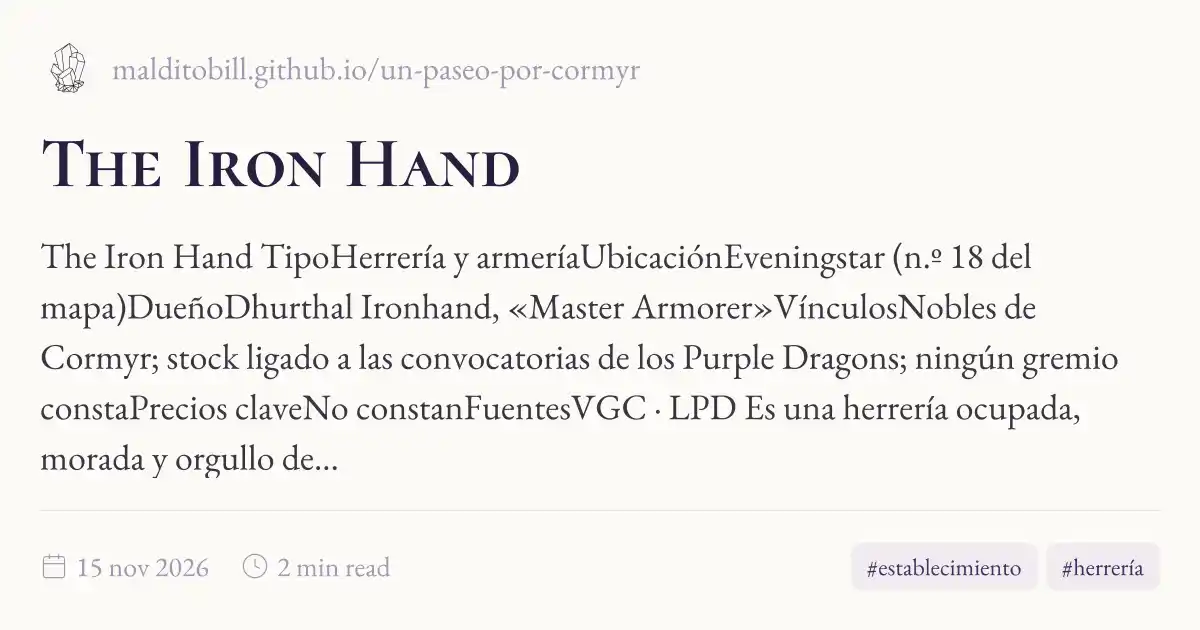 malditobill.github.io/un-paseo-por-cormyr
The Iron Hand
The Iron Hand TipoHerrería y armeríaUbicaciónEveningstar (n.º 18 del
mapa)DueñoDhurthal Ironhand, «Master Armorer»VínculosNobles de
Cormyr; stock ligado a las convocatorias de los Purple Dragons; ningún gremio
constaPrecios claveNo constanFuentesVGC · LPD Es una herrería ocupada,
morada y orgullo de...
15 nov 2026 2 min read #establecimiento #herrería